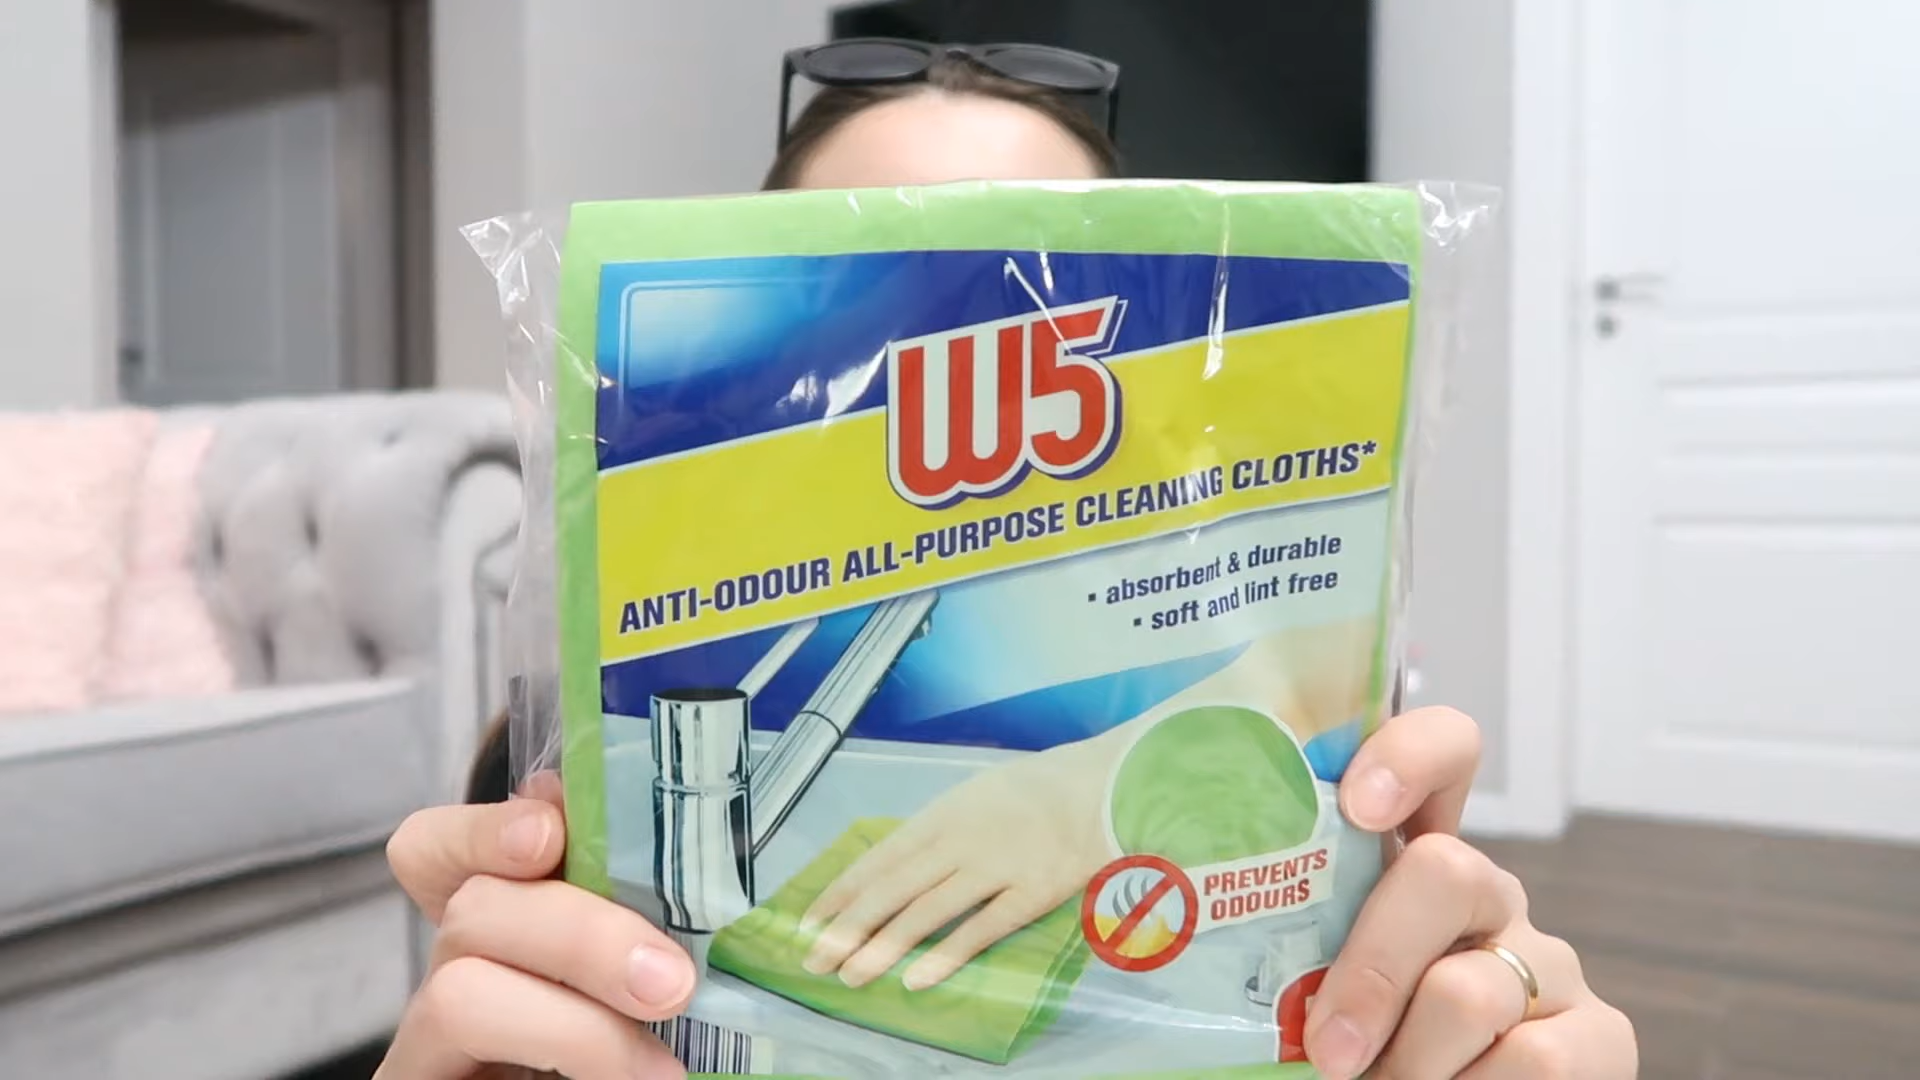 W5
ANTI-ODOUR ALL-PURPOSE CLEANING CLOTHS*
▪ absorbent & durable
▪ soft and lint free
PREVENTS
ODOURS